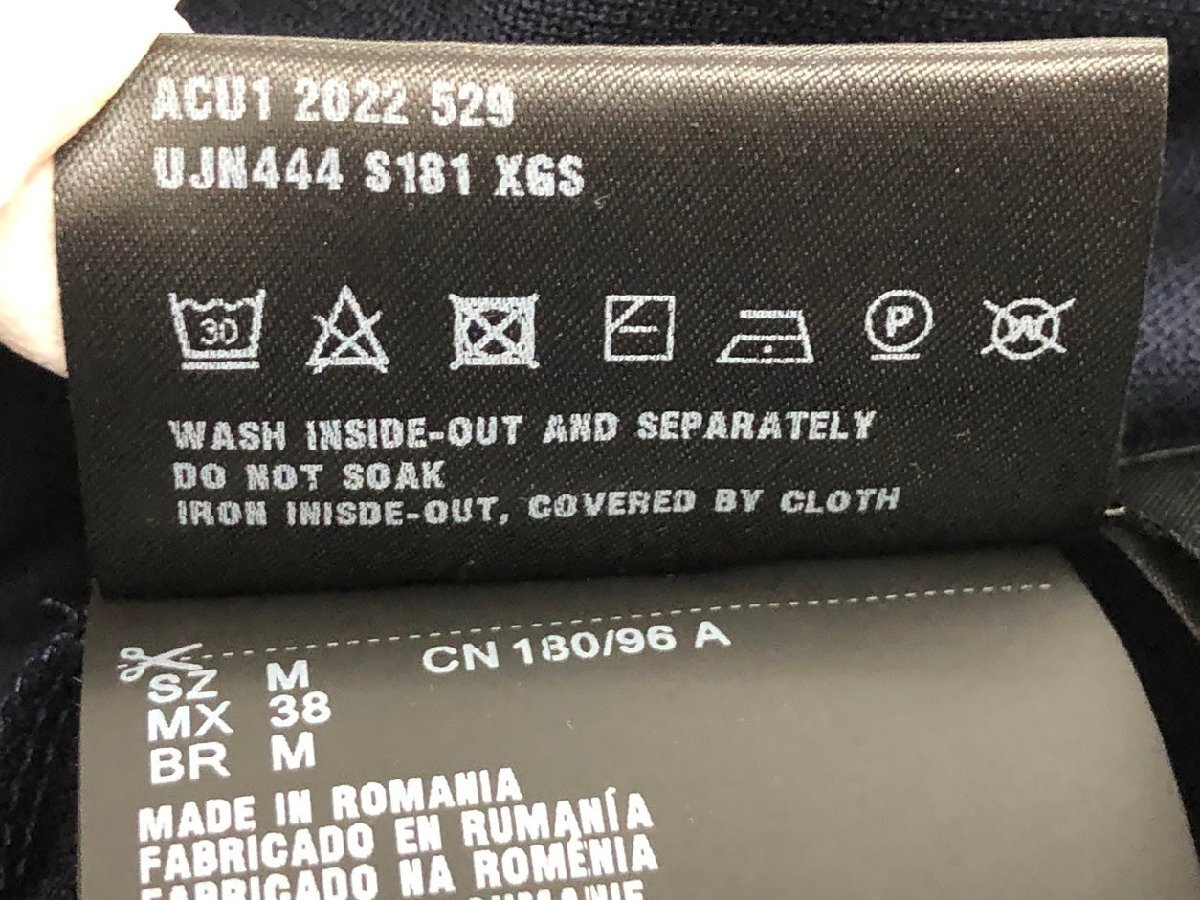 ACU1 2022 529
UJN444 S181 XGS
30 P W
WASH INSIDE-OUT AND SEPARATELY
DO NOT SOAK
IRON INISDE-OUT, COVERED BY CLOTH
CN 180/96 A
SZ M
MX 38
BR M
MADE IN ROMANIA
FABRICADO EN RUMANÍA
FABRICADO NA ROMÉNIA